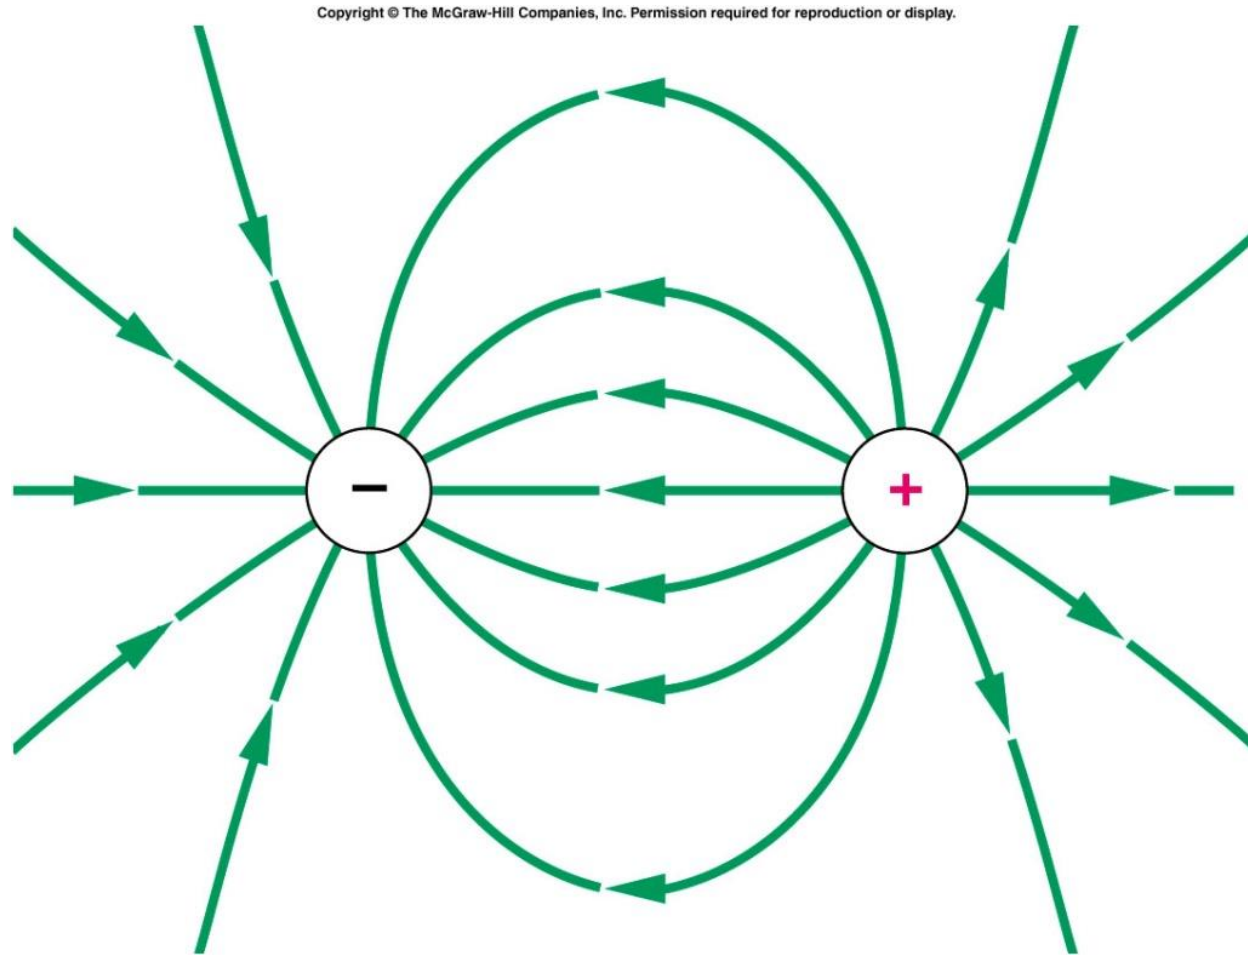 Copyright © The McGraw-Hill Companies, Inc. Permission required for reproduction or display.
− +